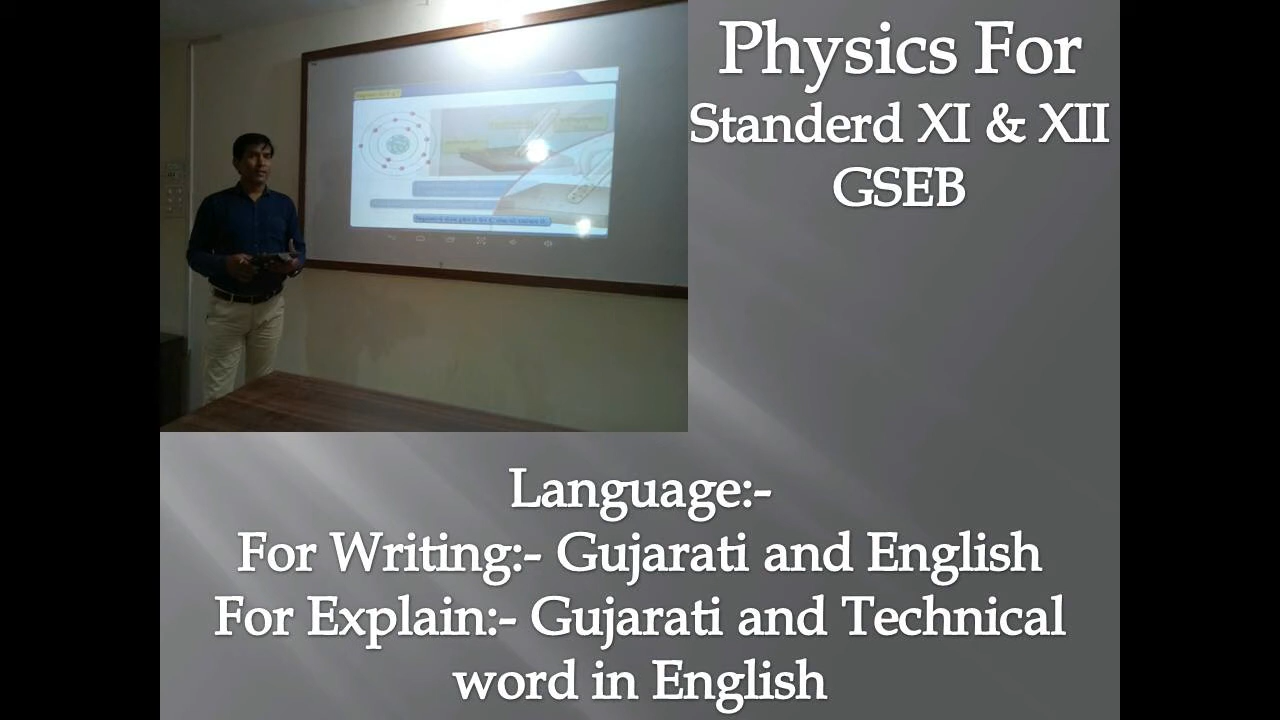 Physics For
Standerd XI & XII
GSEB
Language:-
For Writing:- Gujarati and English
For Explain:- Gujarati and Technical
word in English